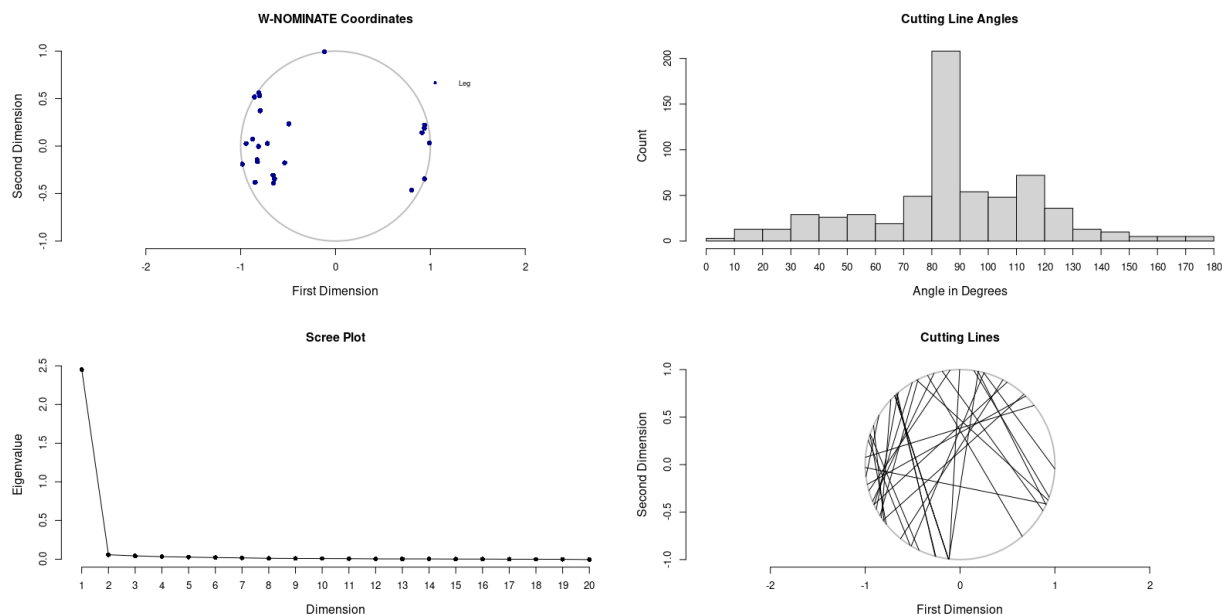 W-NOMINATE Coordinates
Second Dimension
1.0
0.5
0.0
-0.5
-1.0
Leg
-2 -1 0 1 2
First Dimension
Cutting Line Angles
Count
200
150
100
50
0
0 10 20 30 40 50 60 70 80 90 100 110 120 130 140 150 160 170 180
Angle in Degrees
Scree Plot
Eigenvalue
2.5
2.0
1.5
1.0
0.5
0.0
1 2 3 4 5 6 7 8 9 10 11 12 13 14 15 16 17 18 19 20
Dimension
Cutting Lines
Second Dimension
1.0
0.5
0.0
-0.5
-1.0
-2 -1 0 1 2
First Dimension